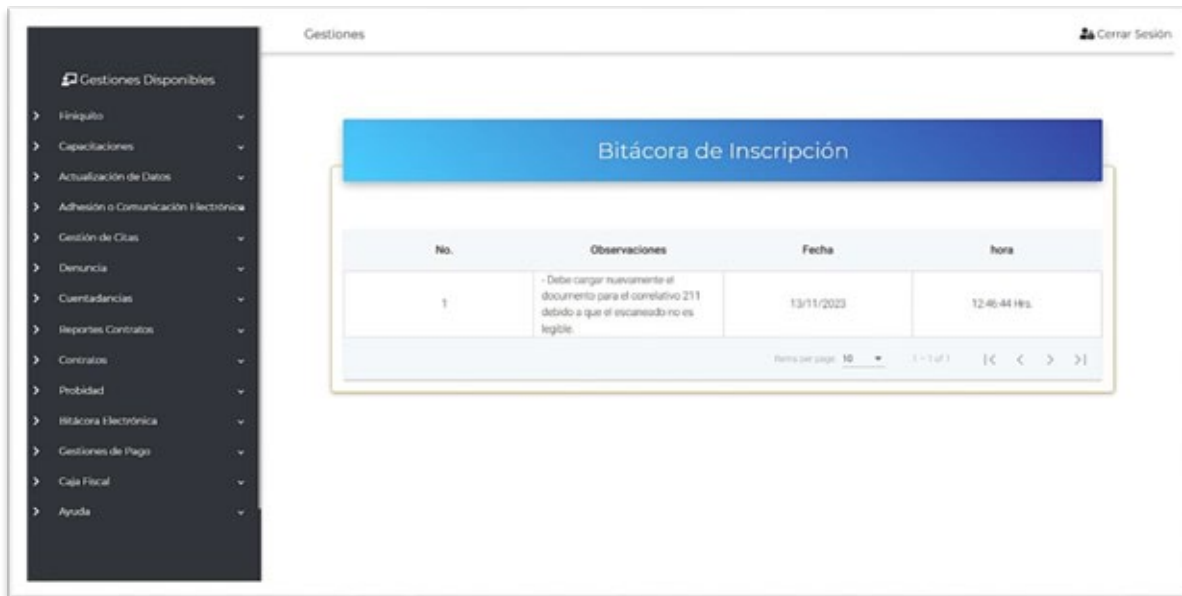 Gestiones
Cerrar Sesión
Gestiones Disponibles
Finiquito
Capacitaciones
Actualización de Datos
Adhesión o Comunicación Electrónica
Gestión de Citas
Denuncia
Cuentadancias
Reportes Contratos
Contratos
Probidad
Bitácora Electrónica
Gestiones de Pago
Caja Fiscal
Ayuda
Bitácora de Inscripción
No. Observaciones Fecha hora
1 - Debe cargar nuevamente el 13/11/2023 12:46:44 Hrs.
documento para el correlativo 211
debido a que el escaneado no es
legible.
Items per page 10 1 - 1 of 1